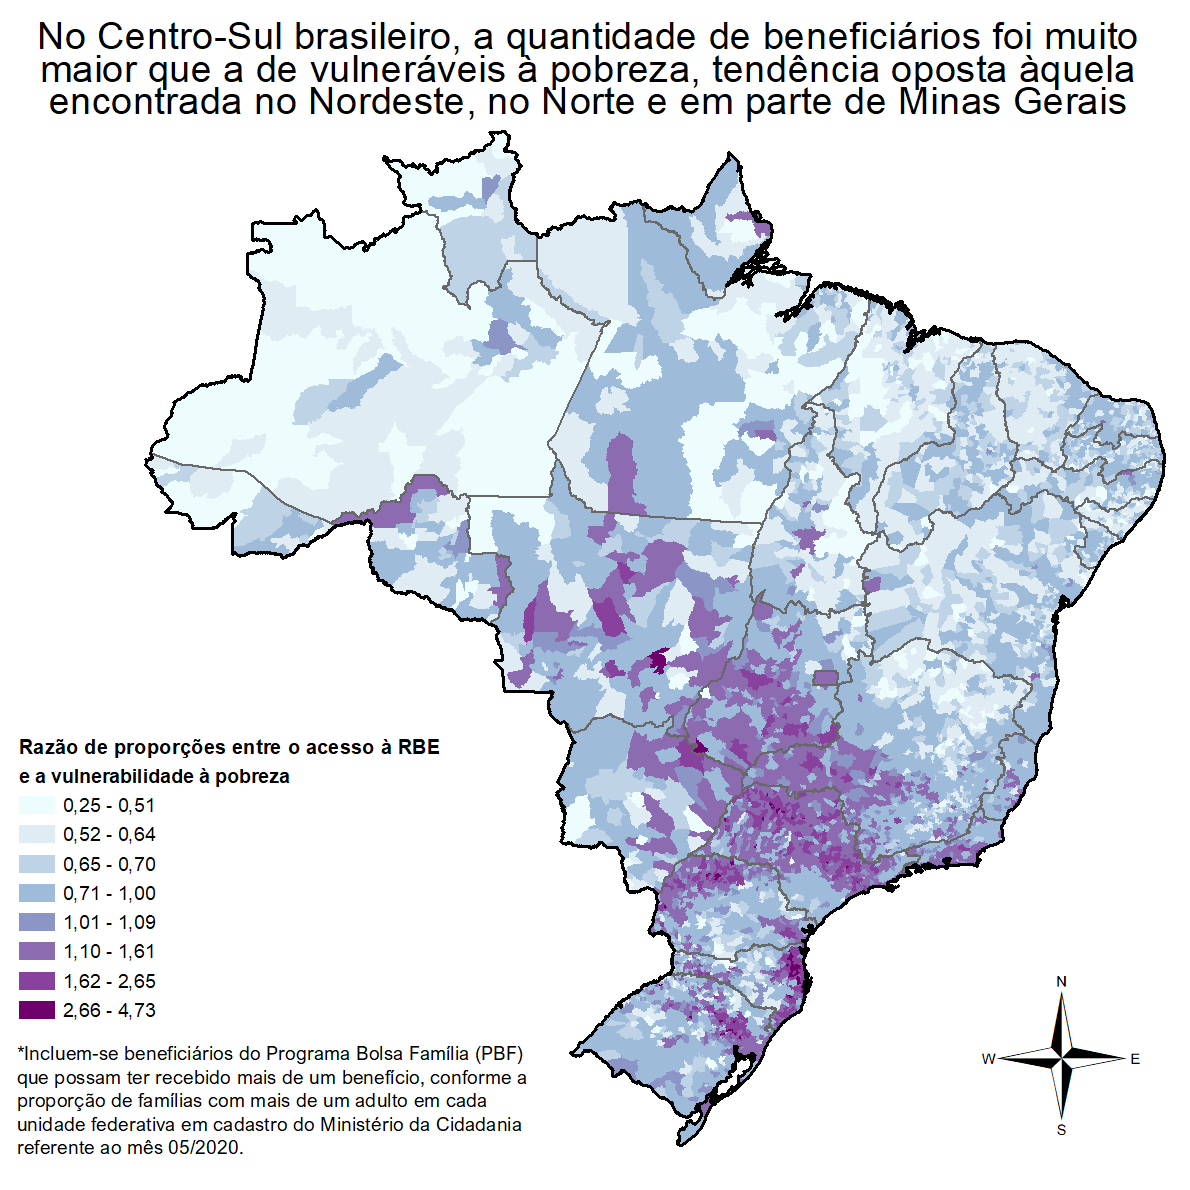 No Centro-Sul brasileiro, a quantidade de beneficiários foi muito
maior que a de vulneráveis à pobreza, tendência oposta àquela
encontrada no Nordeste, no Norte e em parte de Minas Gerais
Razão de proporções entre o acesso à RBE
e a vulnerabilidade à pobreza
0,25 - 0,51
0,52 - 0,64
0,65 - 0,70
0,71 - 1,00
1,01 - 1,09
1,10 - 1,61
1,62 - 2,65
2,66 - 4,73
*Incluem-se beneficiários do Programa Bolsa Família (PBF)
que possam ter recebido mais de um benefício, conforme a
proporção de famílias com mais de um adulto em cada
unidade federativa em cadastro do Ministério da Cidadania
referente ao mês 05/2020.
N
W
E
S